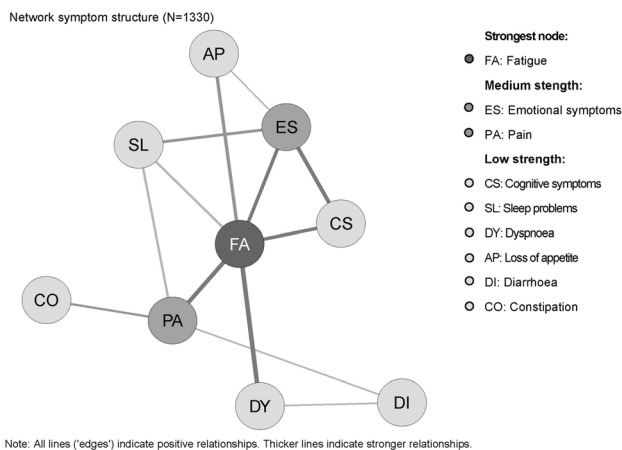 Network symptom structure (N=1330)
AP
ES
SL
CS
FA
CO
PA
DY
DI
Strongest node:
FA: Fatigue
Medium stength:
ES: Emotional symptoms
PA: Pain
Low strength:
CS: Cognitive symptoms
SL: Sleep problems
DY: Dyspnoea
AP: Loss of appetite
DI: Diarrhoea
CO: Constipation
Note: All lines ('edges') indicate positive relationships. Thicker lines indicate stronger relationships.